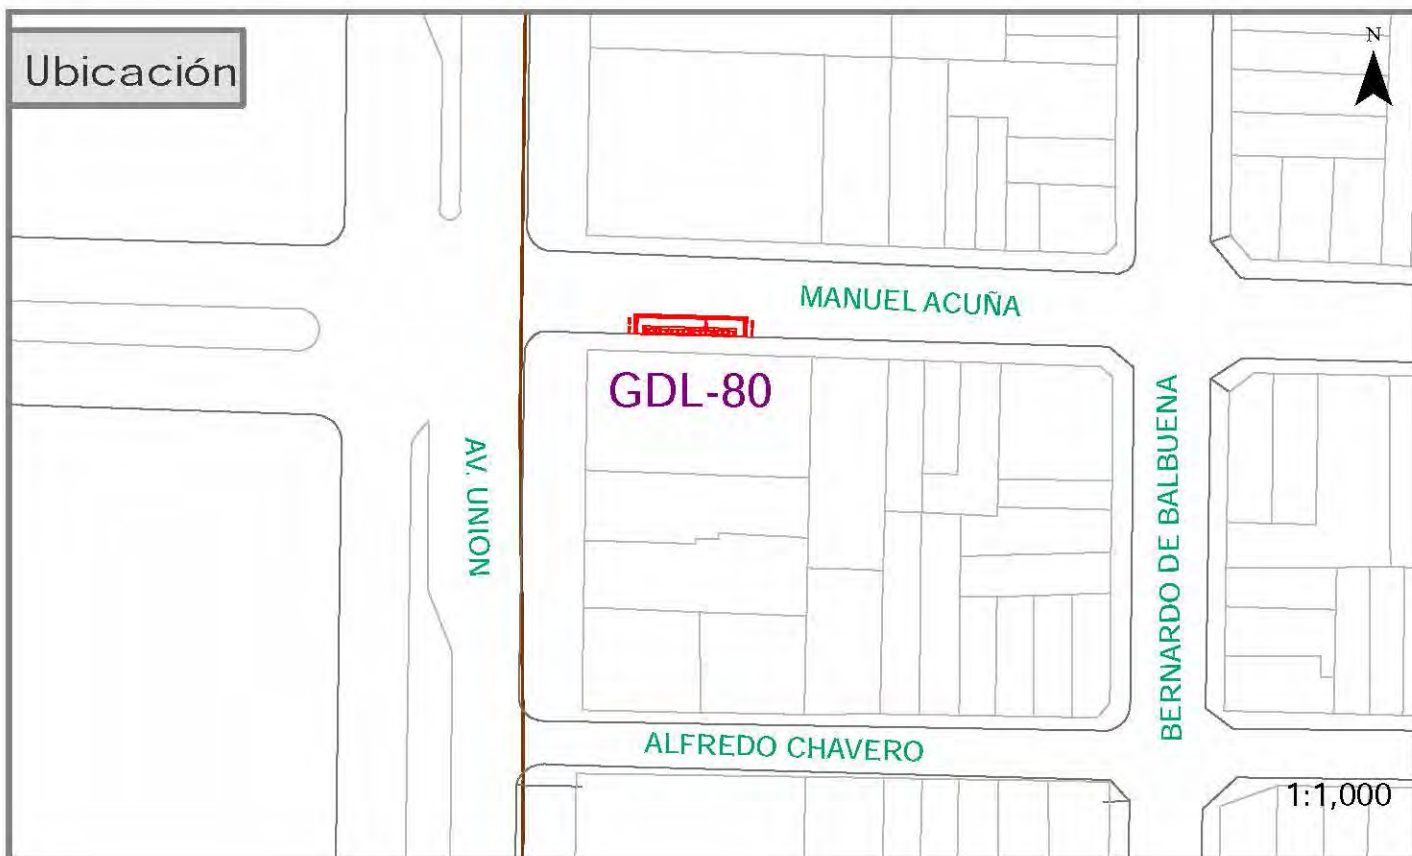 Ubicación
N
MANUEL ACUÑA
GDL-80
AV. UNION
BERNARDO DE BALBUENA
ALFREDO CHAVERO
1:1,000